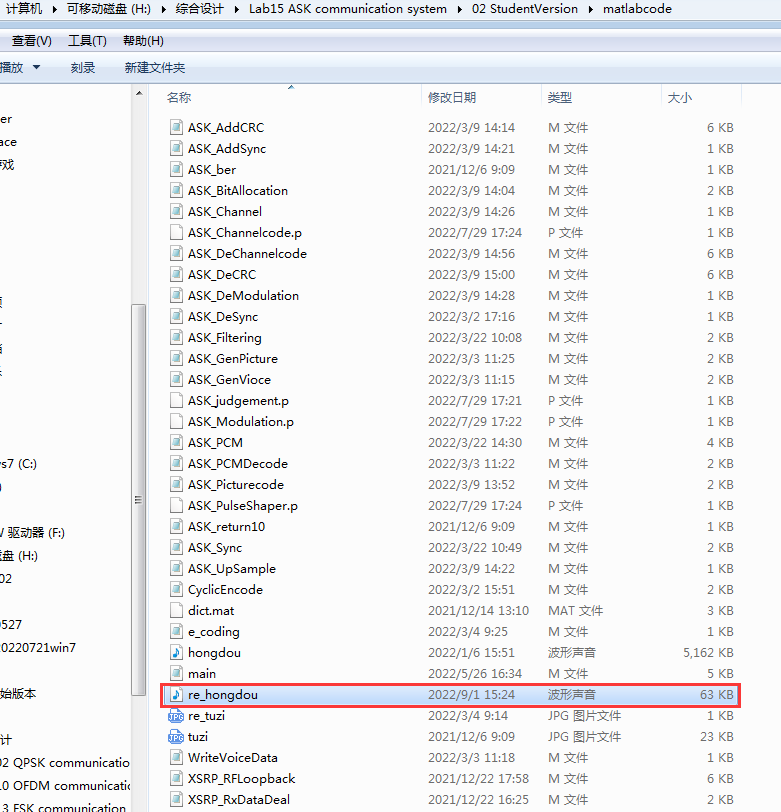 计算机 ▸ 可移动磁盘 (H:) ▸ 综合设计 ▸ Lab15 ASK communication system ▸ 02 StudentVersion ▸ matlabcode
查看(V) 工具(T) 帮助(H)
播放 刻录 新建文件夹
名称 修改日期 类型 大小
ASK_AddCRC 2022/3/9 14:14 M 文件 6 KB
ASK_AddSync 2022/3/9 14:21 M 文件 1 KB
ASK_ber 2021/12/6 9:09 M 文件 1 KB
ASK_BitAllocation 2022/3/9 14:04 M 文件 2 KB
ASK_Channel 2022/3/9 14:26 M 文件 1 KB
ASK_Channelcode.p 2022/7/29 17:24 P 文件 1 KB
ASK_DeChannelcode 2022/3/9 14:56 M 文件 6 KB
ASK_DeCRC 2022/3/9 15:00 M 文件 6 KB
ASK_DeModulation 2022/3/9 14:28 M 文件 1 KB
ASK_DeSync 2022/3/2 17:16 M 文件 1 KB
ASK_Filtering 2022/3/22 10:08 M 文件 2 KB
ASK_GenPicture 2022/3/3 11:25 M 文件 2 KB
ASK_GenVioce 2022/3/3 11:15 M 文件 2 KB
ASK_judgement.p 2022/7/29 17:21 P 文件 1 KB
ASK_Modulation.p 2022/7/29 17:22 P 文件 1 KB
ASK_PCM 2022/3/22 14:30 M 文件 4 KB
ASK_PCMDecode 2022/3/3 11:22 M 文件 2 KB
ASK_Picturecode 2022/3/9 13:52 M 文件 2 KB
ASK_PulseShaper.p 2022/7/29 17:24 P 文件 1 KB
ASK_return10 2021/12/6 9:09 M 文件 1 KB
ASK_Sync 2022/3/22 10:49 M 文件 2 KB
ASK_UpSample 2022/3/9 14:22 M 文件 1 KB
CyclicEncode 2022/3/2 15:51 M 文件 1 KB
dict.mat 2021/12/14 13:10 MAT 文件 3 KB
e_coding 2022/3/4 9:25 M 文件 1 KB
hongdou 2022/1/6 15:51 波形声音 5,162 KB
main 2022/5/26 16:34 M 文件 5 KB
re_hongdou 2022/9/1 15:24 波形声音 63 KB
re_tuzi 2022/3/4 9:14 JPG 图片文件 1 KB
tuzi 2021/12/6 9:09 JPG 图片文件 23 KB
WriteVoiceData 2022/3/3 11:18 M 文件 2 KB
XSRP_RFLoopback 2021/12/22 17:58 M 文件 6 KB
XSRP_RxDataDeal 2021/12/22 16:25 M 文件 2 KB
er
ace
戏
s7 (C:)
)
驱动器 (F:)
盘 (H:)
02
0527
20220721win7
始版本
计
02 QPSK communicatio
10 OFDM communicatio
3 FSK communication